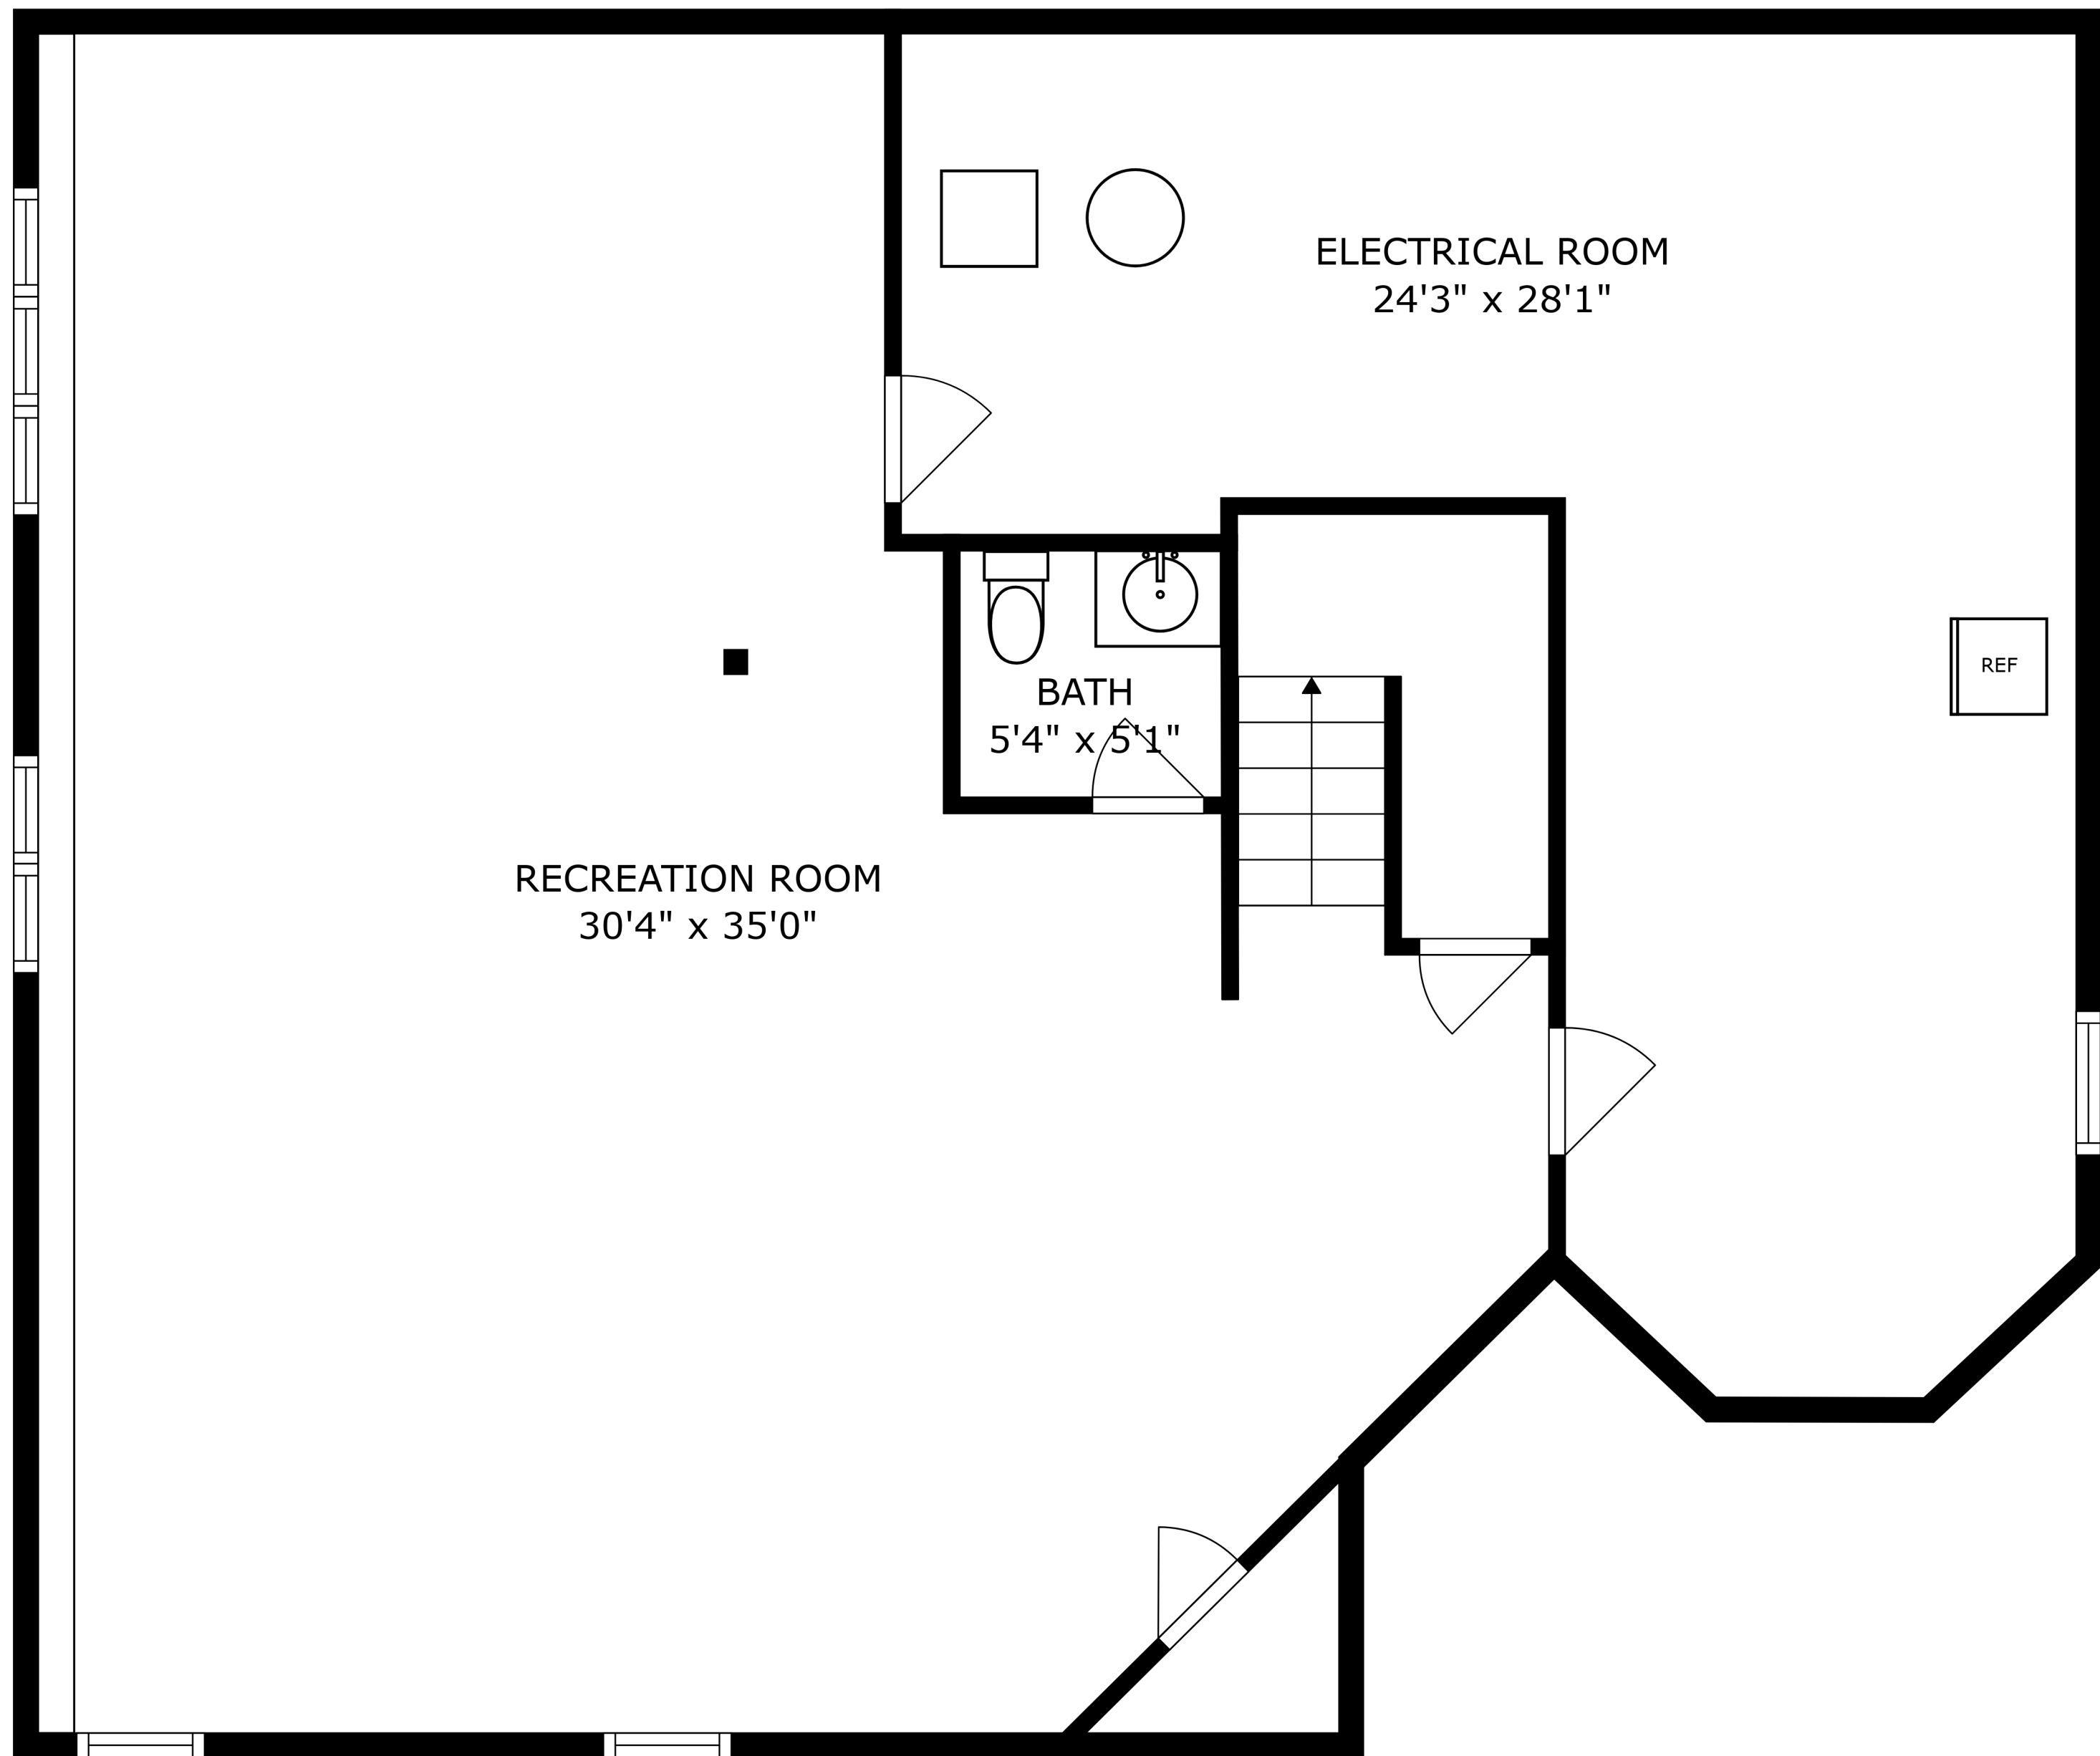 ELECTRICAL ROOM
24'3" x 28'1"
REF
BATH
5'4" x 5'1"
RECREATION ROOM
30'4" x 35'0"